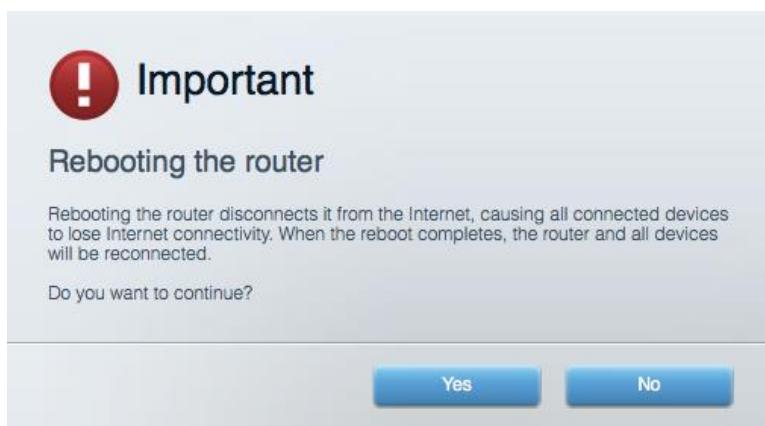 Important
Rebooting the router
Rebooting the router disconnects it from the Internet, causing all connected devices
to lose Internet connectivity. When the reboot completes, the router and all devices
will be reconnected.
Do you want to continue?
Yes No